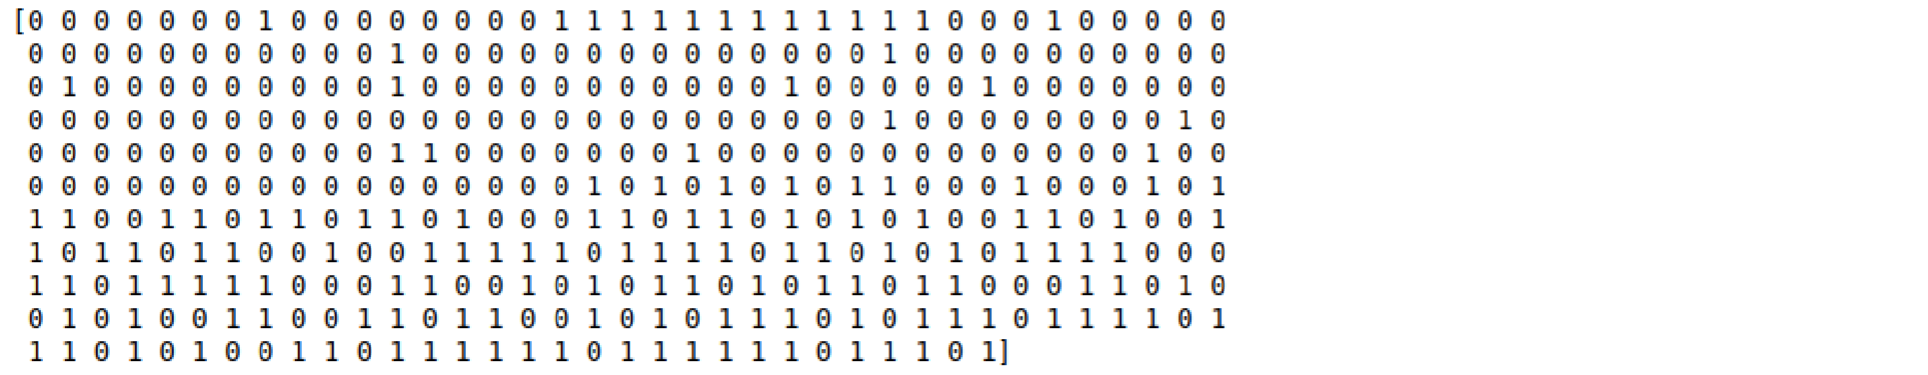 [0 0 0 0 0 0 0 1 0 0 0 0 0 0 0 0 1 1 1 1 1 1 1 1 1 1 1 1 0 0 0 1 0 0 0 0 0
0 0 0 0 0 0 0 0 0 0 0 1 0 0 0 0 0 0 0 0 0 0 0 0 0 0 1 0 0 0 0 0 0 0 0 0 0
0 1 0 0 0 0 0 0 0 0 0 1 0 0 0 0 0 0 0 0 0 0 0 1 0 0 0 0 0 1 0 0 0 0 0 0 0
0 0 0 0 0 0 0 0 0 0 0 0 0 0 0 0 0 0 0 0 0 0 0 0 0 0 1 0 0 0 0 0 0 0 0 1 0
0 0 0 0 0 0 0 0 0 0 0 1 1 0 0 0 0 0 0 0 1 0 0 0 0 0 0 0 0 0 0 0 0 0 1 0 0
0 0 0 0 0 0 0 0 0 0 0 0 0 0 0 0 0 1 0 1 0 1 0 1 0 1 1 0 0 0 1 0 0 0 1 0 1
1 1 0 0 1 1 0 1 1 0 1 1 0 1 0 0 0 1 1 0 1 1 0 1 0 1 0 1 0 0 1 1 0 1 0 0 1
1 0 1 1 0 1 1 0 0 1 0 0 1 1 1 1 1 0 1 1 1 1 0 1 1 0 1 0 1 0 1 1 1 1 0 0 0
1 1 0 1 1 1 1 1 0 0 0 1 1 0 0 1 0 1 0 1 1 0 1 0 1 1 0 1 1 0 0 0 1 1 0 1 0
0 1 0 1 0 0 1 1 0 0 1 1 0 1 1 0 0 1 0 1 0 1 1 1 0 1 0 1 1 1 0 1 1 1 1 0 1
1 1 0 1 0 1 0 0 1 1 0 1 1 1 1 1 1 0 1 1 1 1 1 1 0 1 1 1 0 1]